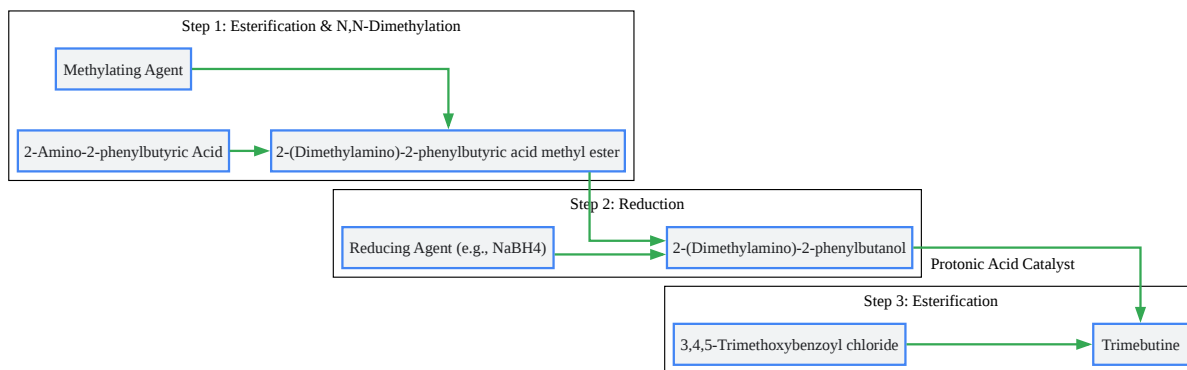 Step 1: Esterification & N,N-Dimethylation
Methylating Agent
2-Amino-2-phenylbutyric Acid
2-(Dimethylamino)-2-phenylbutyric acid methyl ester
Step 2: Reduction
Reducing Agent (e.g., NaBH4)
2-(Dimethylamino)-2-phenylbutanol
Protonic Acid Catalyst
Step 3: Esterification
3,4,5-Trimethoxybenzoyl chloride
Trimebutine